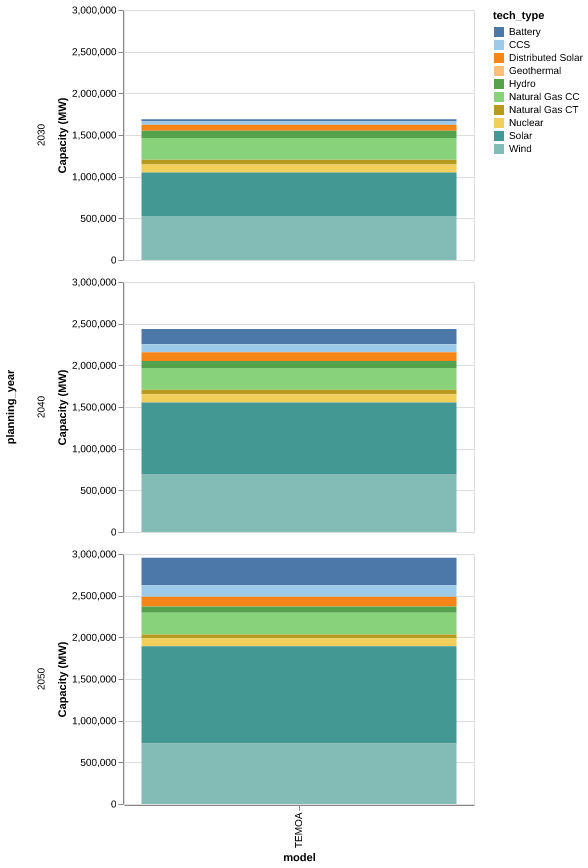 3,000,000
2,500,000
2,000,000
1,500,000
1,000,000
500,000
0
Capacity (MW)
2030
tech_type
Battery
CCS
Distributed Solar
Geothermal
Hydro
Natural Gas CC
Natural Gas CT
Nuclear
Solar
Wind
3,000,000
2,500,000
2,000,000
1,500,000
1,000,000
500,000
0
Capacity (MW)
2040
planning_year
3,000,000
2,500,000
2,000,000
1,500,000
1,000,000
500,000
0
Capacity (MW)
2050
TEMOA
model